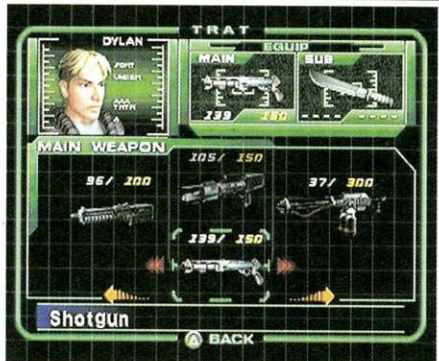 TRAT
DYLAN
EQUIP
MAIN
SUB
139 150
MAIN WEAPON
105/ 150
96/ 100
37/ 300
139/ 150
Shotgun
A BACK